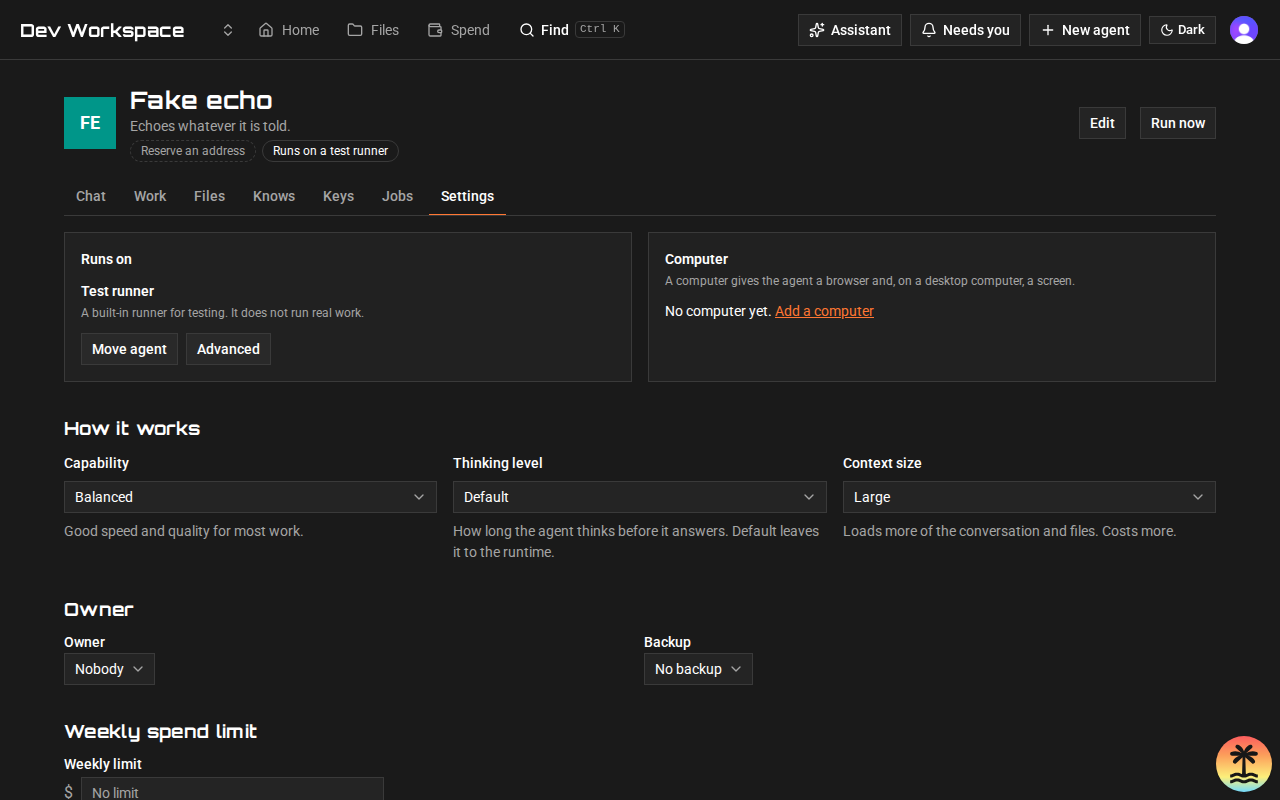 Dev Workspace
Home
Files
Spend
Find Ctrl K
Assistant
Needs you
New agent
Dark
FE
Fake echo
Echoes whatever it is told.
Reserve an address
Runs on a test runner
Edit
Run now
Chat
Work
Files
Knows
Keys
Jobs
Settings
Runs on
Test runner
A built-in runner for testing. It does not run real work.
Move agent
Advanced
Computer
A computer gives the agent a browser and, on a desktop computer, a screen.
No computer yet. Add a computer
How it works
Capability
Balanced
Good speed and quality for most work.
Thinking level
Default
How long the agent thinks before it answers. Default leaves
it to the runtime.
Context size
Large
Loads more of the conversation and files. Costs more.
Owner
Owner
Nobody
Backup
No backup
Weekly spend limit
Weekly limit
$ No limit